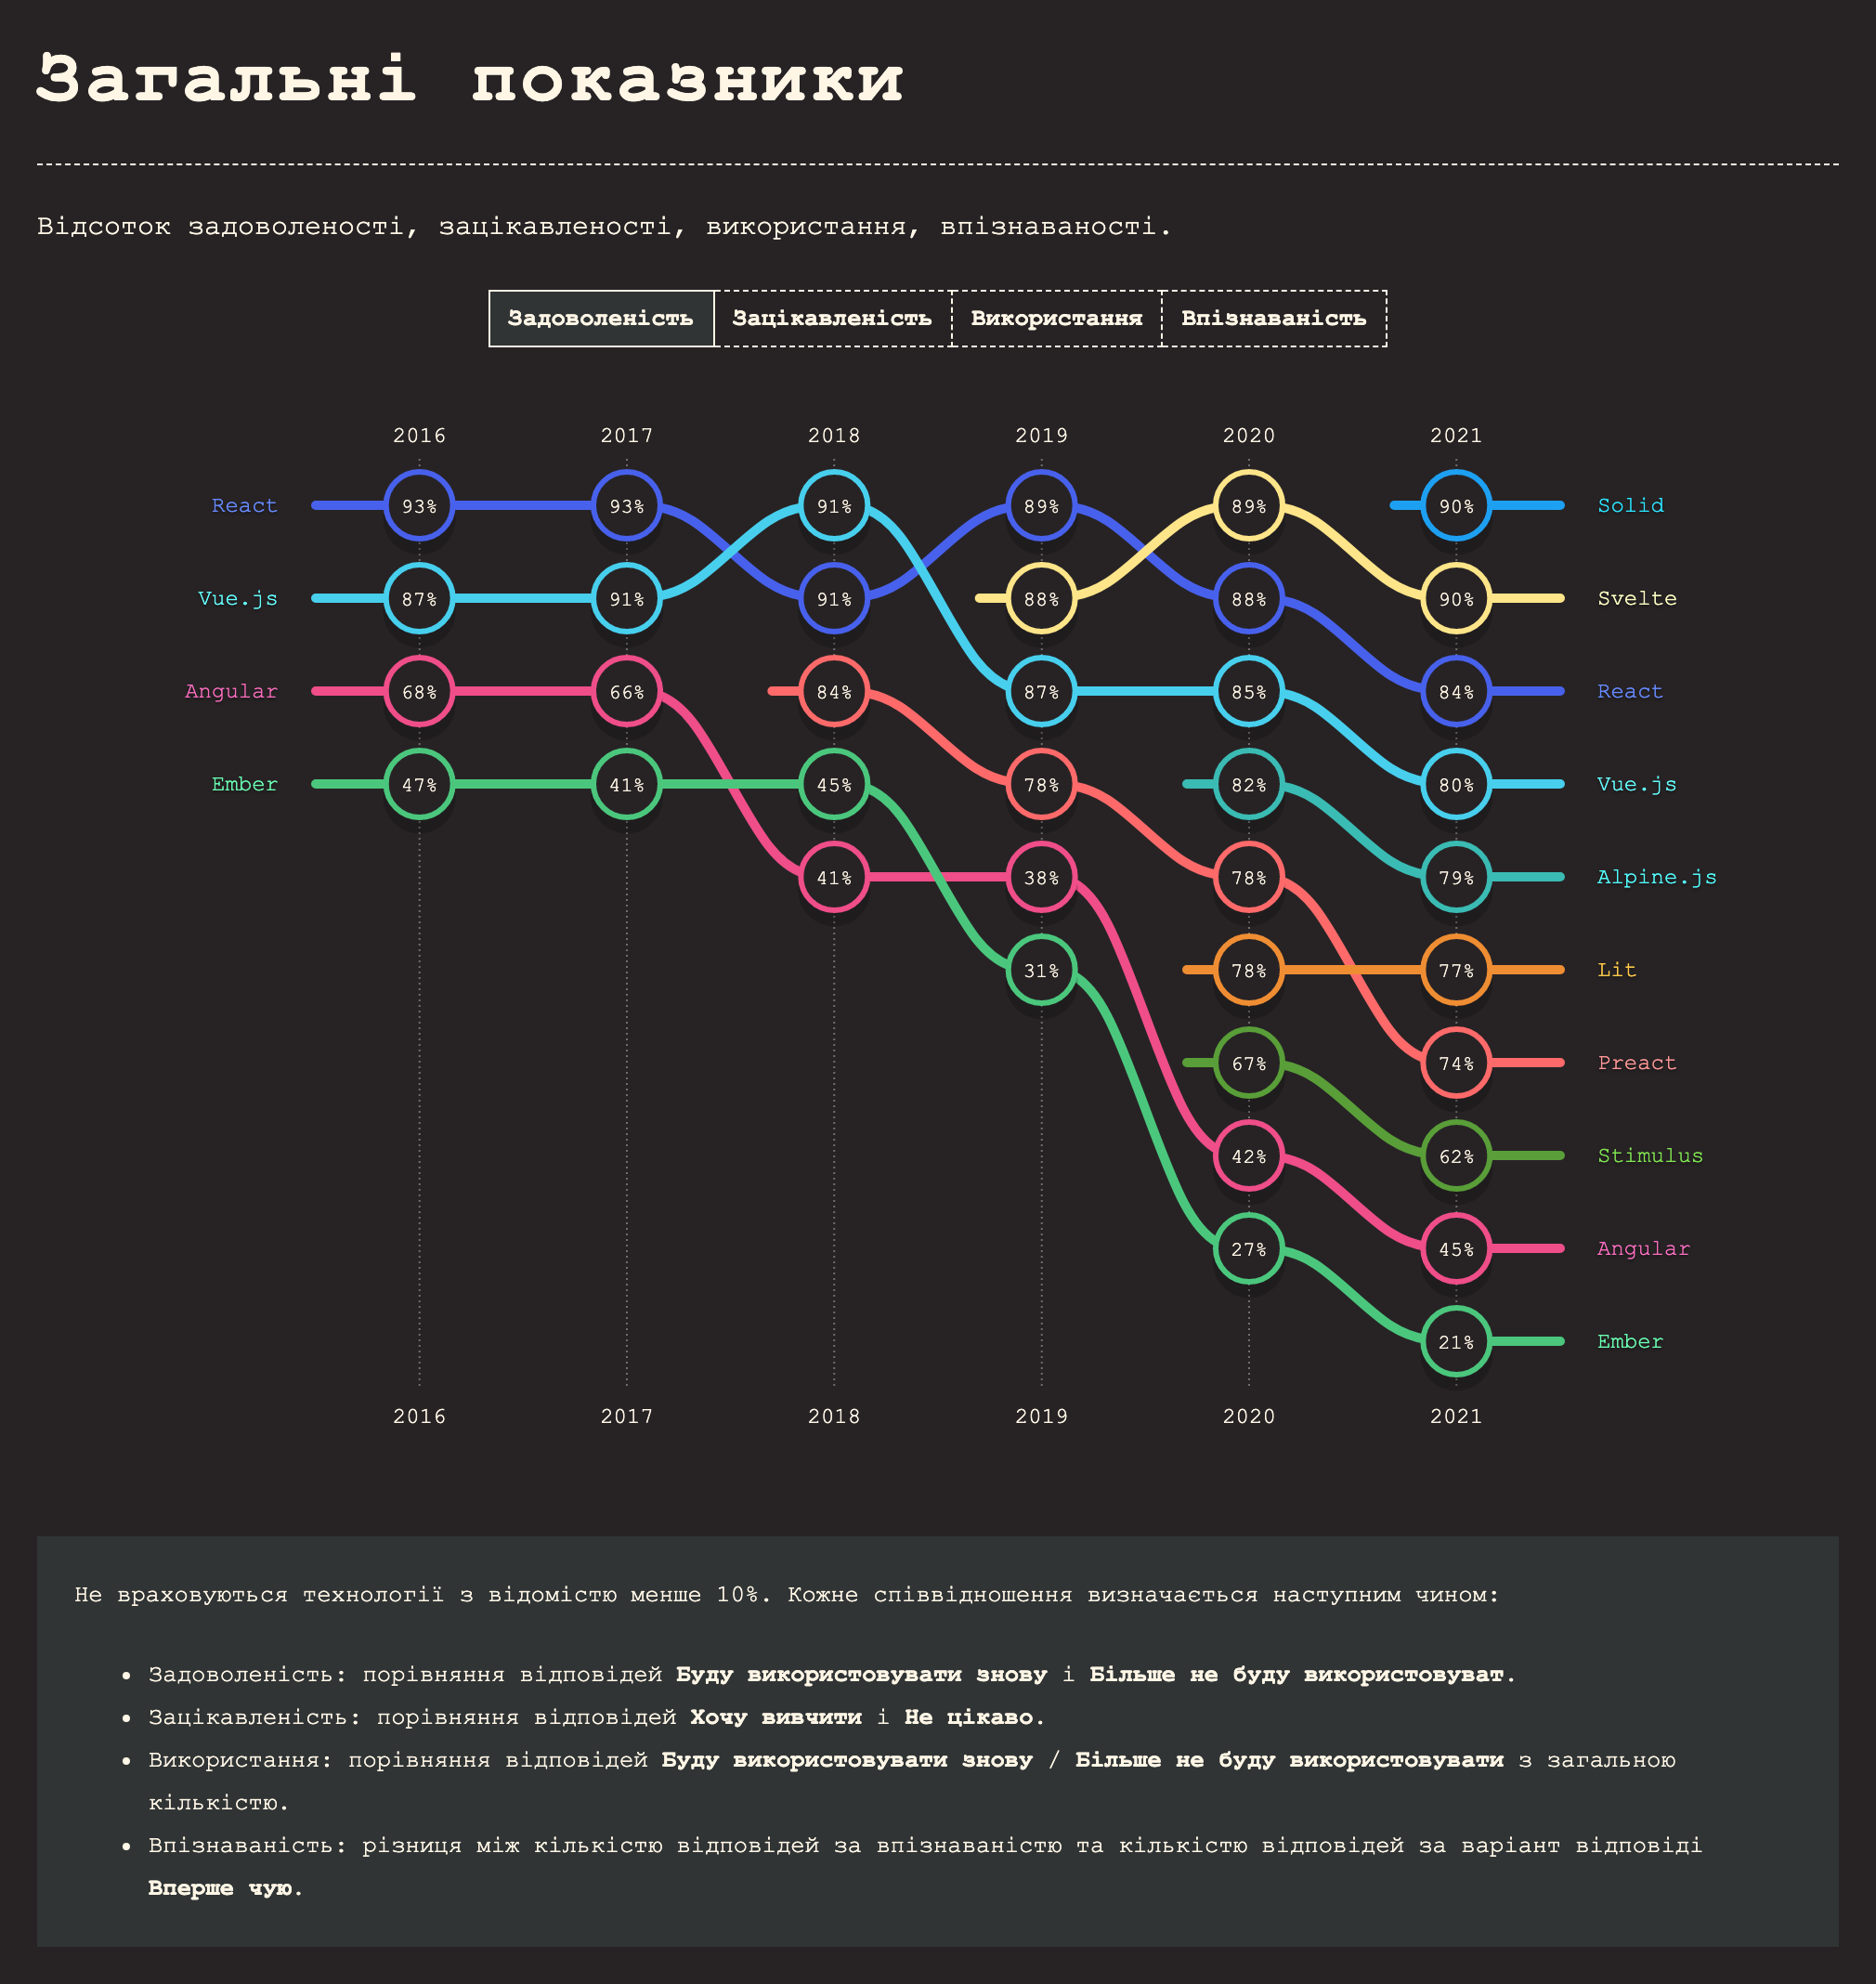 Загальні показники
Відсоток задоволеності, зацікавленості, використання, впізнаваності.
Задоволеність Зацікавленість Використання Впізнаваність
2016 2017 2018 2019 2020 2021
React 93% 93% 91% 89% 89% 90% Solid
Vue.js 87% 91% 91% 88% 88% 90% Svelte
Angular 68% 66% 84% 87% 85% 84% React
Ember 47% 41% 45% 78% 82% 80% Vue.js
41% 38% 78% 79% Alpine.js
31% 78% 77% Lit
67% 74% Preact
42% 62% Stimulus
27% 45% Angular
21% Ember
2016 2017 2018 2019 2020 2021
Не враховуються технології з відомістю менше 10%. Кожне співвідношення визначається наступним чином:
• Задоволеність: порівняння відповідей Буду використовувати знову і Більше не буду використовуват.
• Зацікавленість: порівняння відповідей Хочу вивчити і Не цікаво.
• Використання: порівняння відповідей Буду використовувати знову / Більше не буду використовувати з загальною
кількістю.
• Впізнаваність: різниця між кількістю відповідей за впізнаваністю та кількістю відповідей за варіант відповіді
Вперше чую.